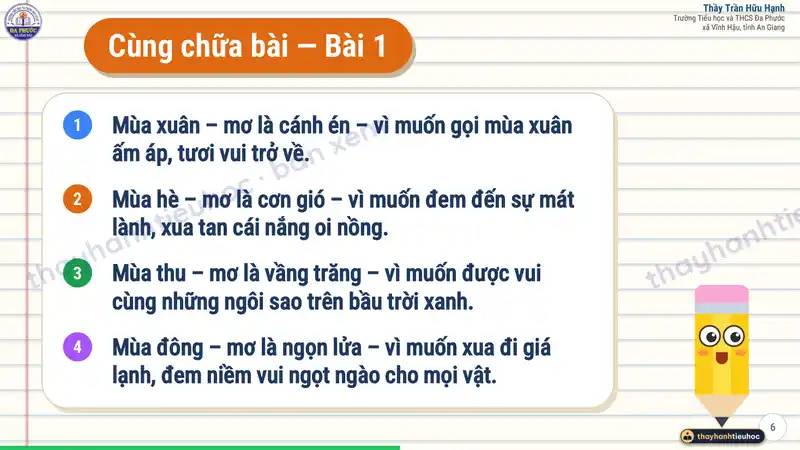 Thầy Trần Hữu Hạnh
Trường Tiểu học và THCS Đa Phước
xã Vĩnh Hậu, tỉnh An Giang
ĐA PHƯỚC
Cùng chữa bài – Bài 1
1 Mùa xuân – mơ là cánh én – vì muốn gọi mùa xuân
ấm áp, tươi vui trở về.
2 Mùa hè – mơ là cơn gió – vì muốn đem đến sự mát
lành, xua tan cái nắng oi nồng.
3 Mùa thu – mơ là vầng trăng – vì muốn được vui
cùng những ngôi sao trên bầu trời xanh.
4 Mùa đông – mơ là ngọn lửa – vì muốn xua đi giá
lạnh, đem niềm vui ngọt ngào cho mọi vật.
thayhanhtieuhoc · bản xem
thayhanhtieuhoc
6